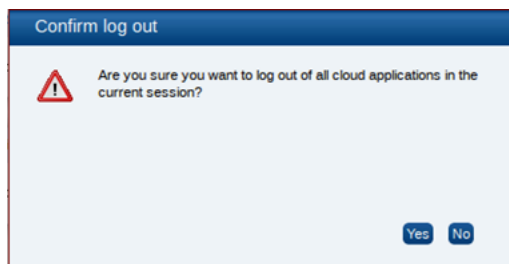 Confirm log out
Are you sure you want to log out of all cloud applications in the
current session?
Yes No